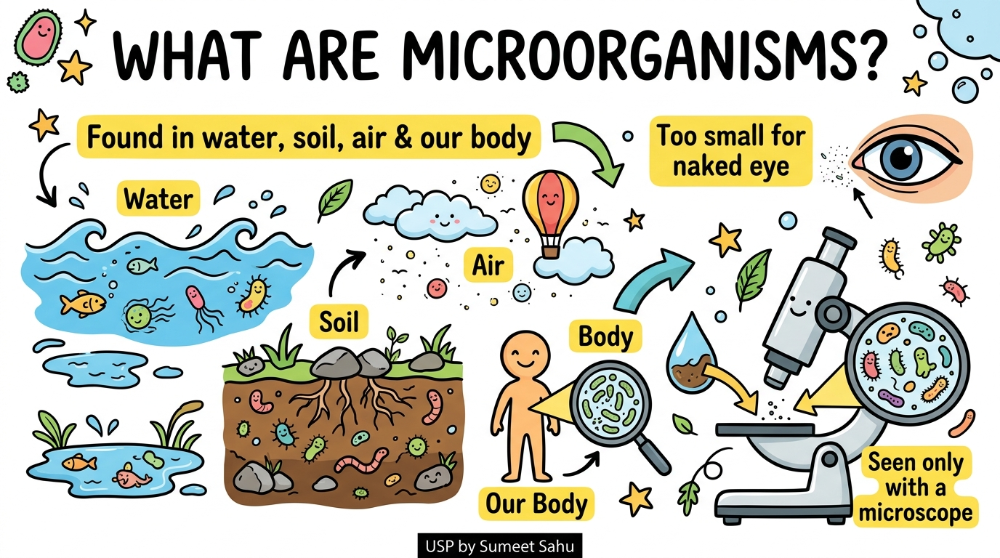 WHAT ARE MICROORGANISMS?
Found in water, soil, air & our body
Too small for
naked eye
Water
Air
Soil
Body
Our Body
Seen only
with a
microscope
USP by Sumeet Sahu